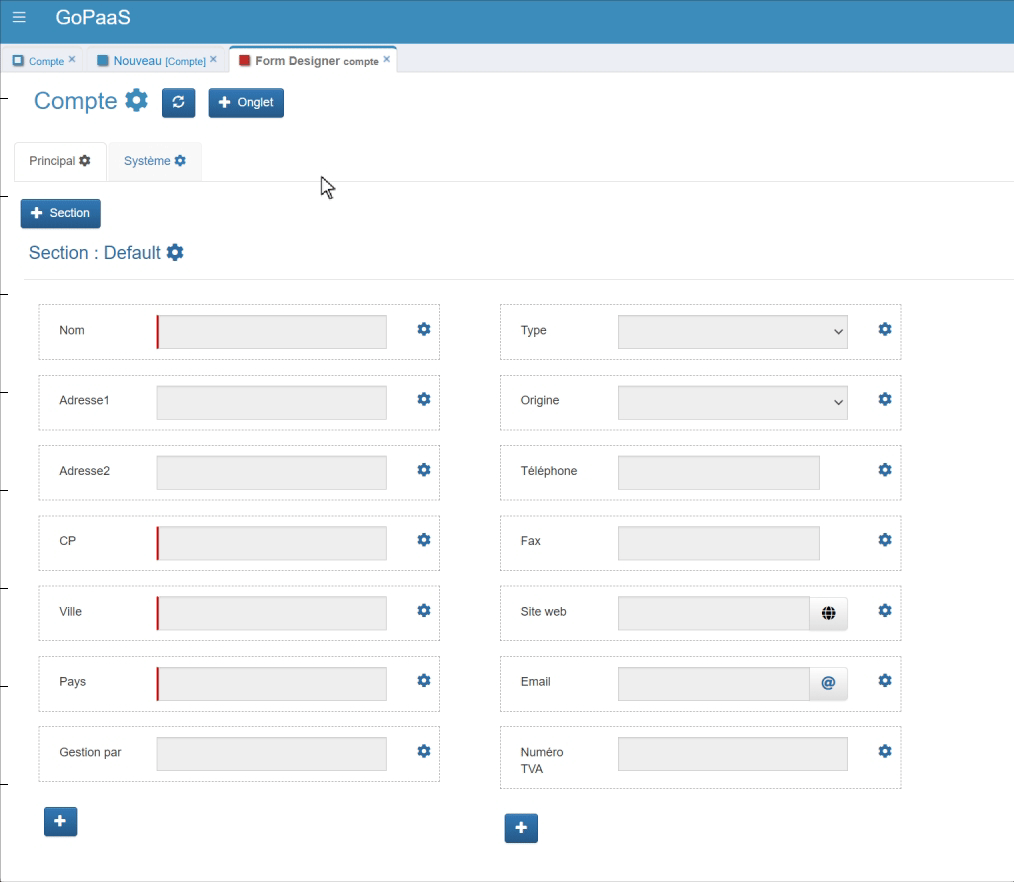 GoPaaS
Compte × Nouveau [Compte] × Form Designer compte ×
Compte Onglet
Principal Système
Section
Section : Default
Nom
Type
Adresse1
Origine
Adresse2
Téléphone
CP
Fax
Ville
Site web
Pays
Email @
Gestion par
Numéro
TVA